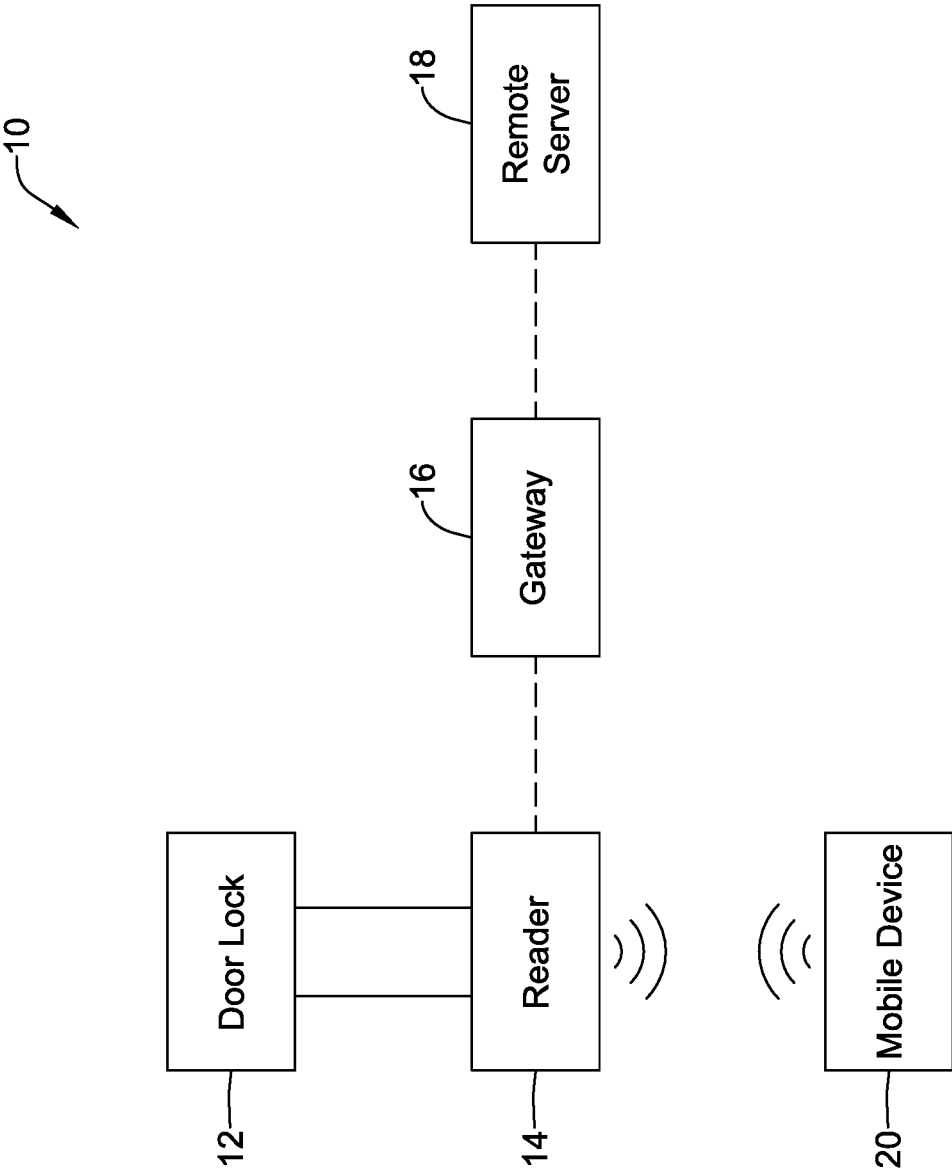 10
12
Door Lock
14
Reader
16
Gateway
18
Remote
Server
20
Mobile Device